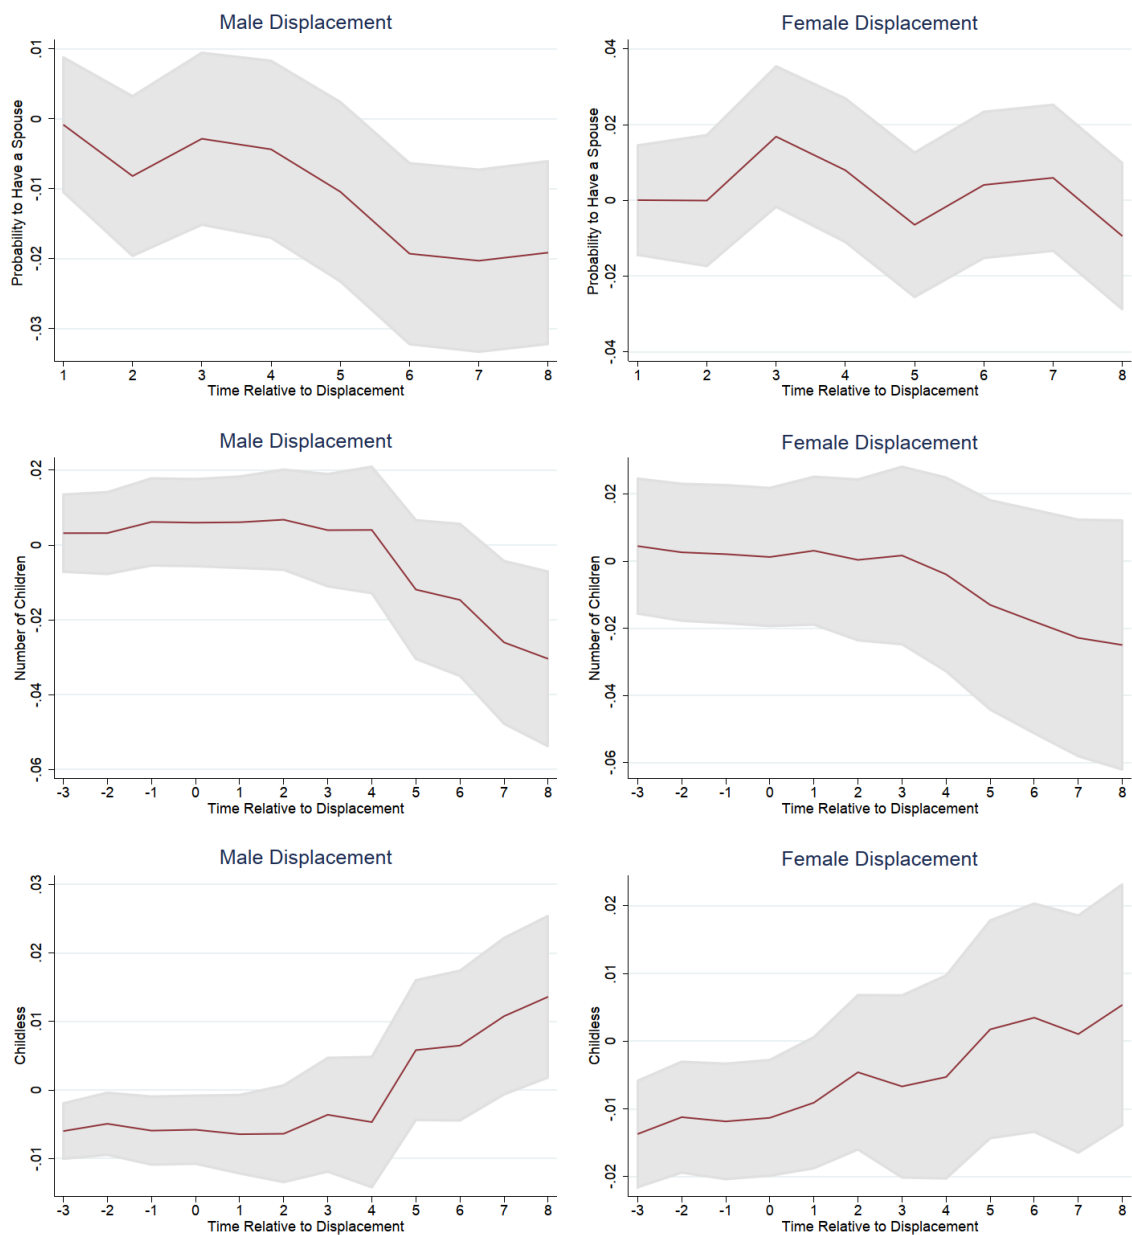 Male Displacement
Probability to Have a Spouse
.01
0
-.01
-.02
-.03
1 2 3 4 5 6 7 8
Time Relative to Displacement
Female Displacement
Probability to Have a Spouse
.04
.02
0
-.02
-.04
1 2 3 4 5 6 7 8
Time Relative to Displacement
Male Displacement
Number of Children
.02
0
-.02
-.04
-.06
-3 -2 -1 0 1 2 3 4 5 6 7 8
Time Relative to Displacement
Female Displacement
Number of Children
.02
0
-.02
-.04
-.06
-3 -2 -1 0 1 2 3 4 5 6 7 8
Time Relative to Displacement
Male Displacement
Childless
.03
.02
.01
0
-.01
-3 -2 -1 0 1 2 3 4 5 6 7 8
Time Relative to Displacement
Female Displacement
Childless
.02
.01
0
-.01
-.02
-3 -2 -1 0 1 2 3 4 5 6 7 8
Time Relative to Displacement